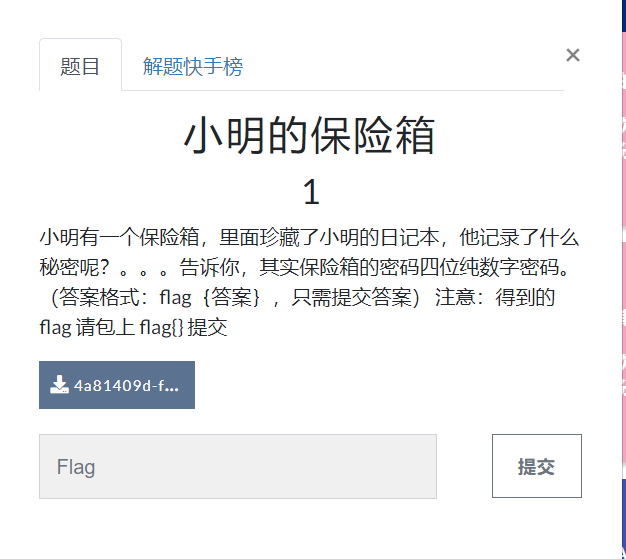 题目
解题快手榜
×
小明的保险箱
1
小明有一个保险箱，里面珍藏了小明的日记本，他记录了什么
秘密呢？。。。告诉你，其实保险箱的密码四位纯数字密码。
（答案格式：flag｛答案｝，只需提交答案） 注意：得到的
flag 请包上 flag{} 提交
4a81409d-f...
Flag
提交